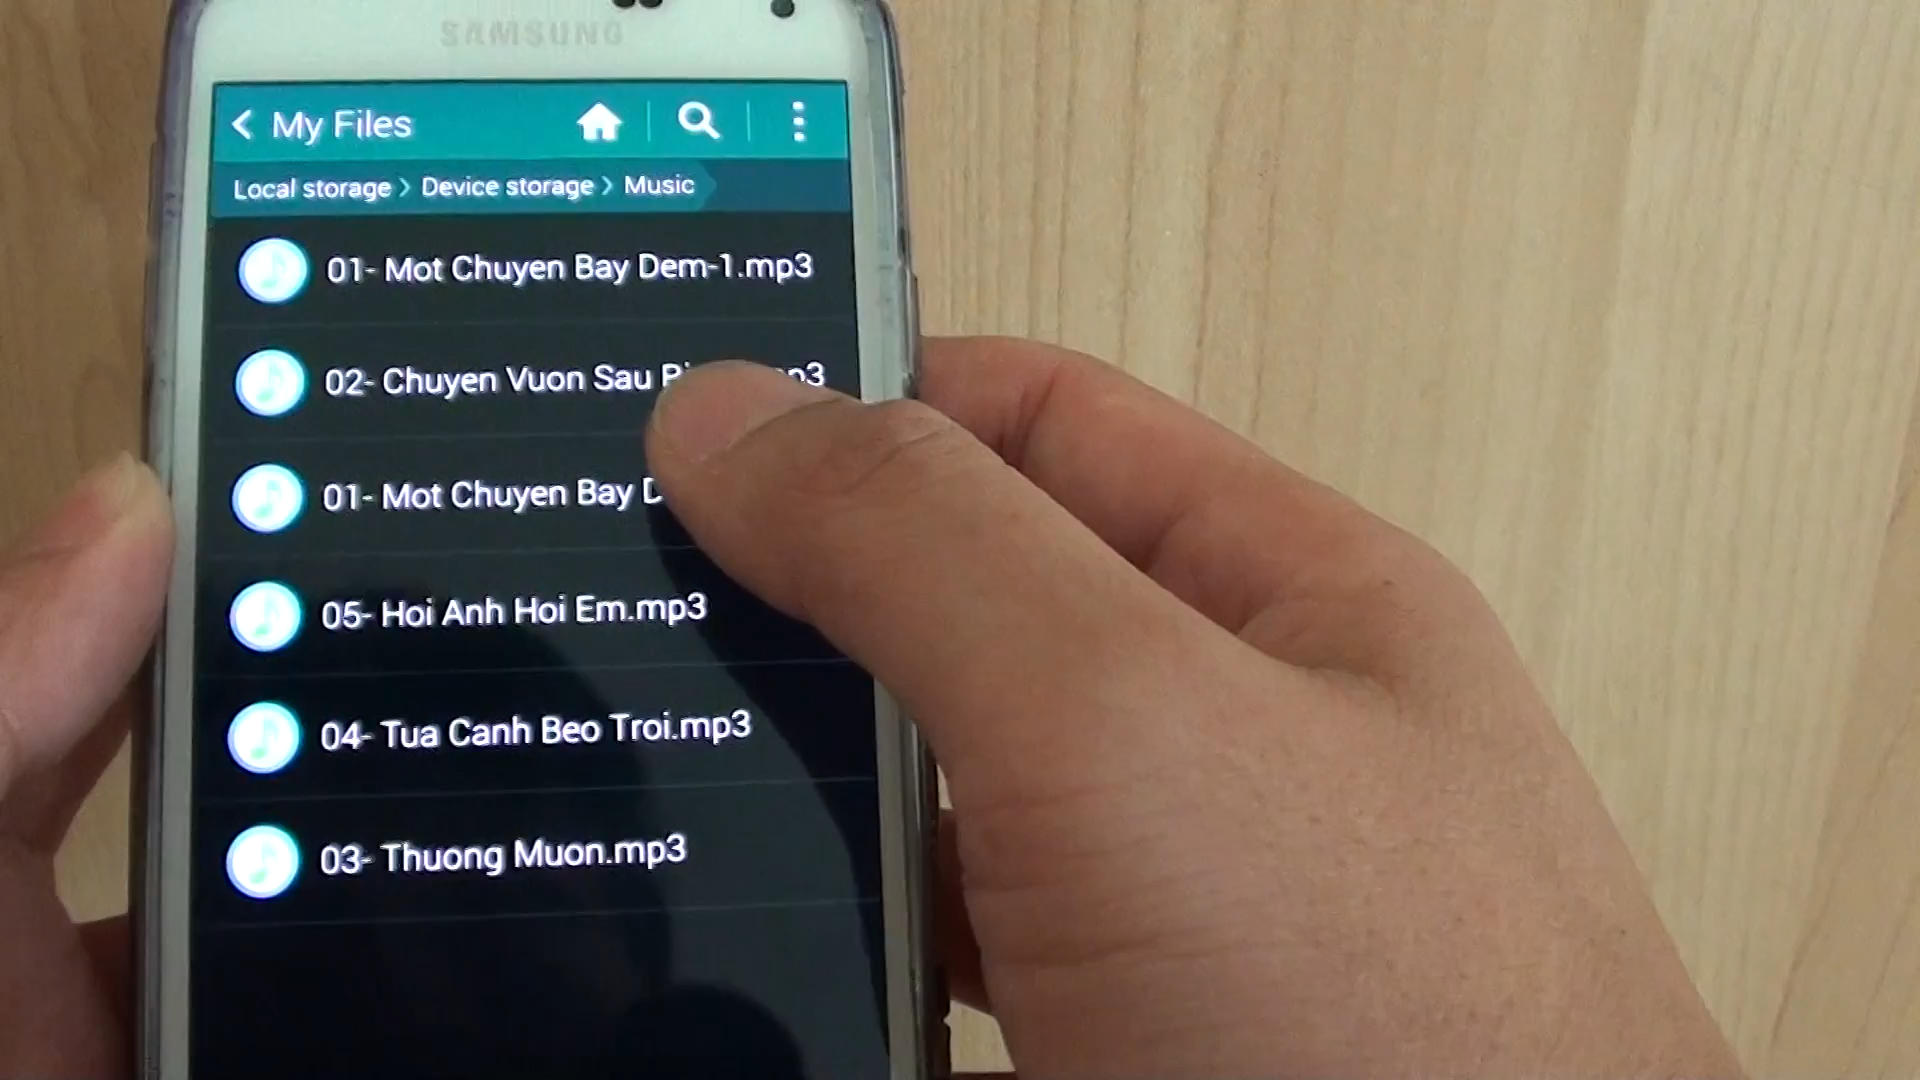 SAMSUNG
My Files
Local storage > Device storage > Music
01- Mot Chuyen Bay Dem-1.mp3
02- Chuyen Vuon Sau
01- Mot Chuyen Bay
05- Hoi Anh Hoi Em.mp3
04- Tua Canh Beo Troi.mp3
03- Thuong Muon.mp3